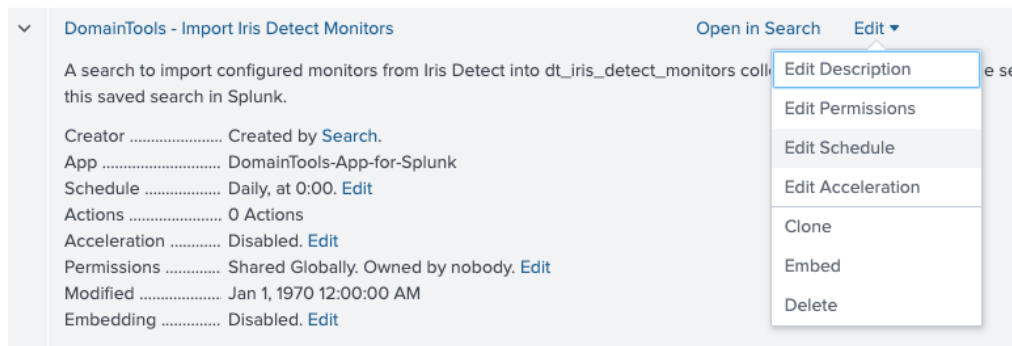 DomainTools - Import Iris Detect Monitors Open in Search Edit
A search to import configured monitors from Iris Detect into dt_iris_detect_monitors colle
this saved search in Splunk.
Creator ...................... Created by Search.
App ............................ DomainTools-App-for-Splunk
Schedule .................. Daily, at 0:00. Edit
Actions ...................... 0 Actions
Acceleration ............ Disabled. Edit
Permissions ............. Shared Globally. Owned by nobody. Edit
Modified .................... Jan 1, 1970 12:00:00 AM
Embedding .............. Disabled. Edit
Edit Description
Edit Permissions
Edit Schedule
Edit Acceleration
Clone
Embed
Delete